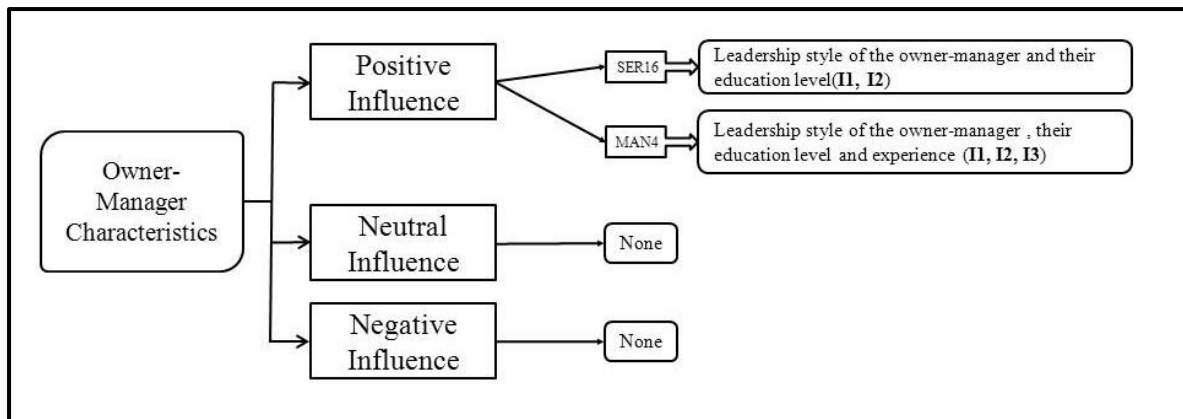 Owner-
Manager
Characteristics
Positive
Influence
SER16
Leadership style of the owner-manager and their
education level(I1, I2)
MAN4
Leadership style of the owner-manager , their
education level and experience (I1, I2, I3)
Neutral
Influence
None
Negative
Influence
None